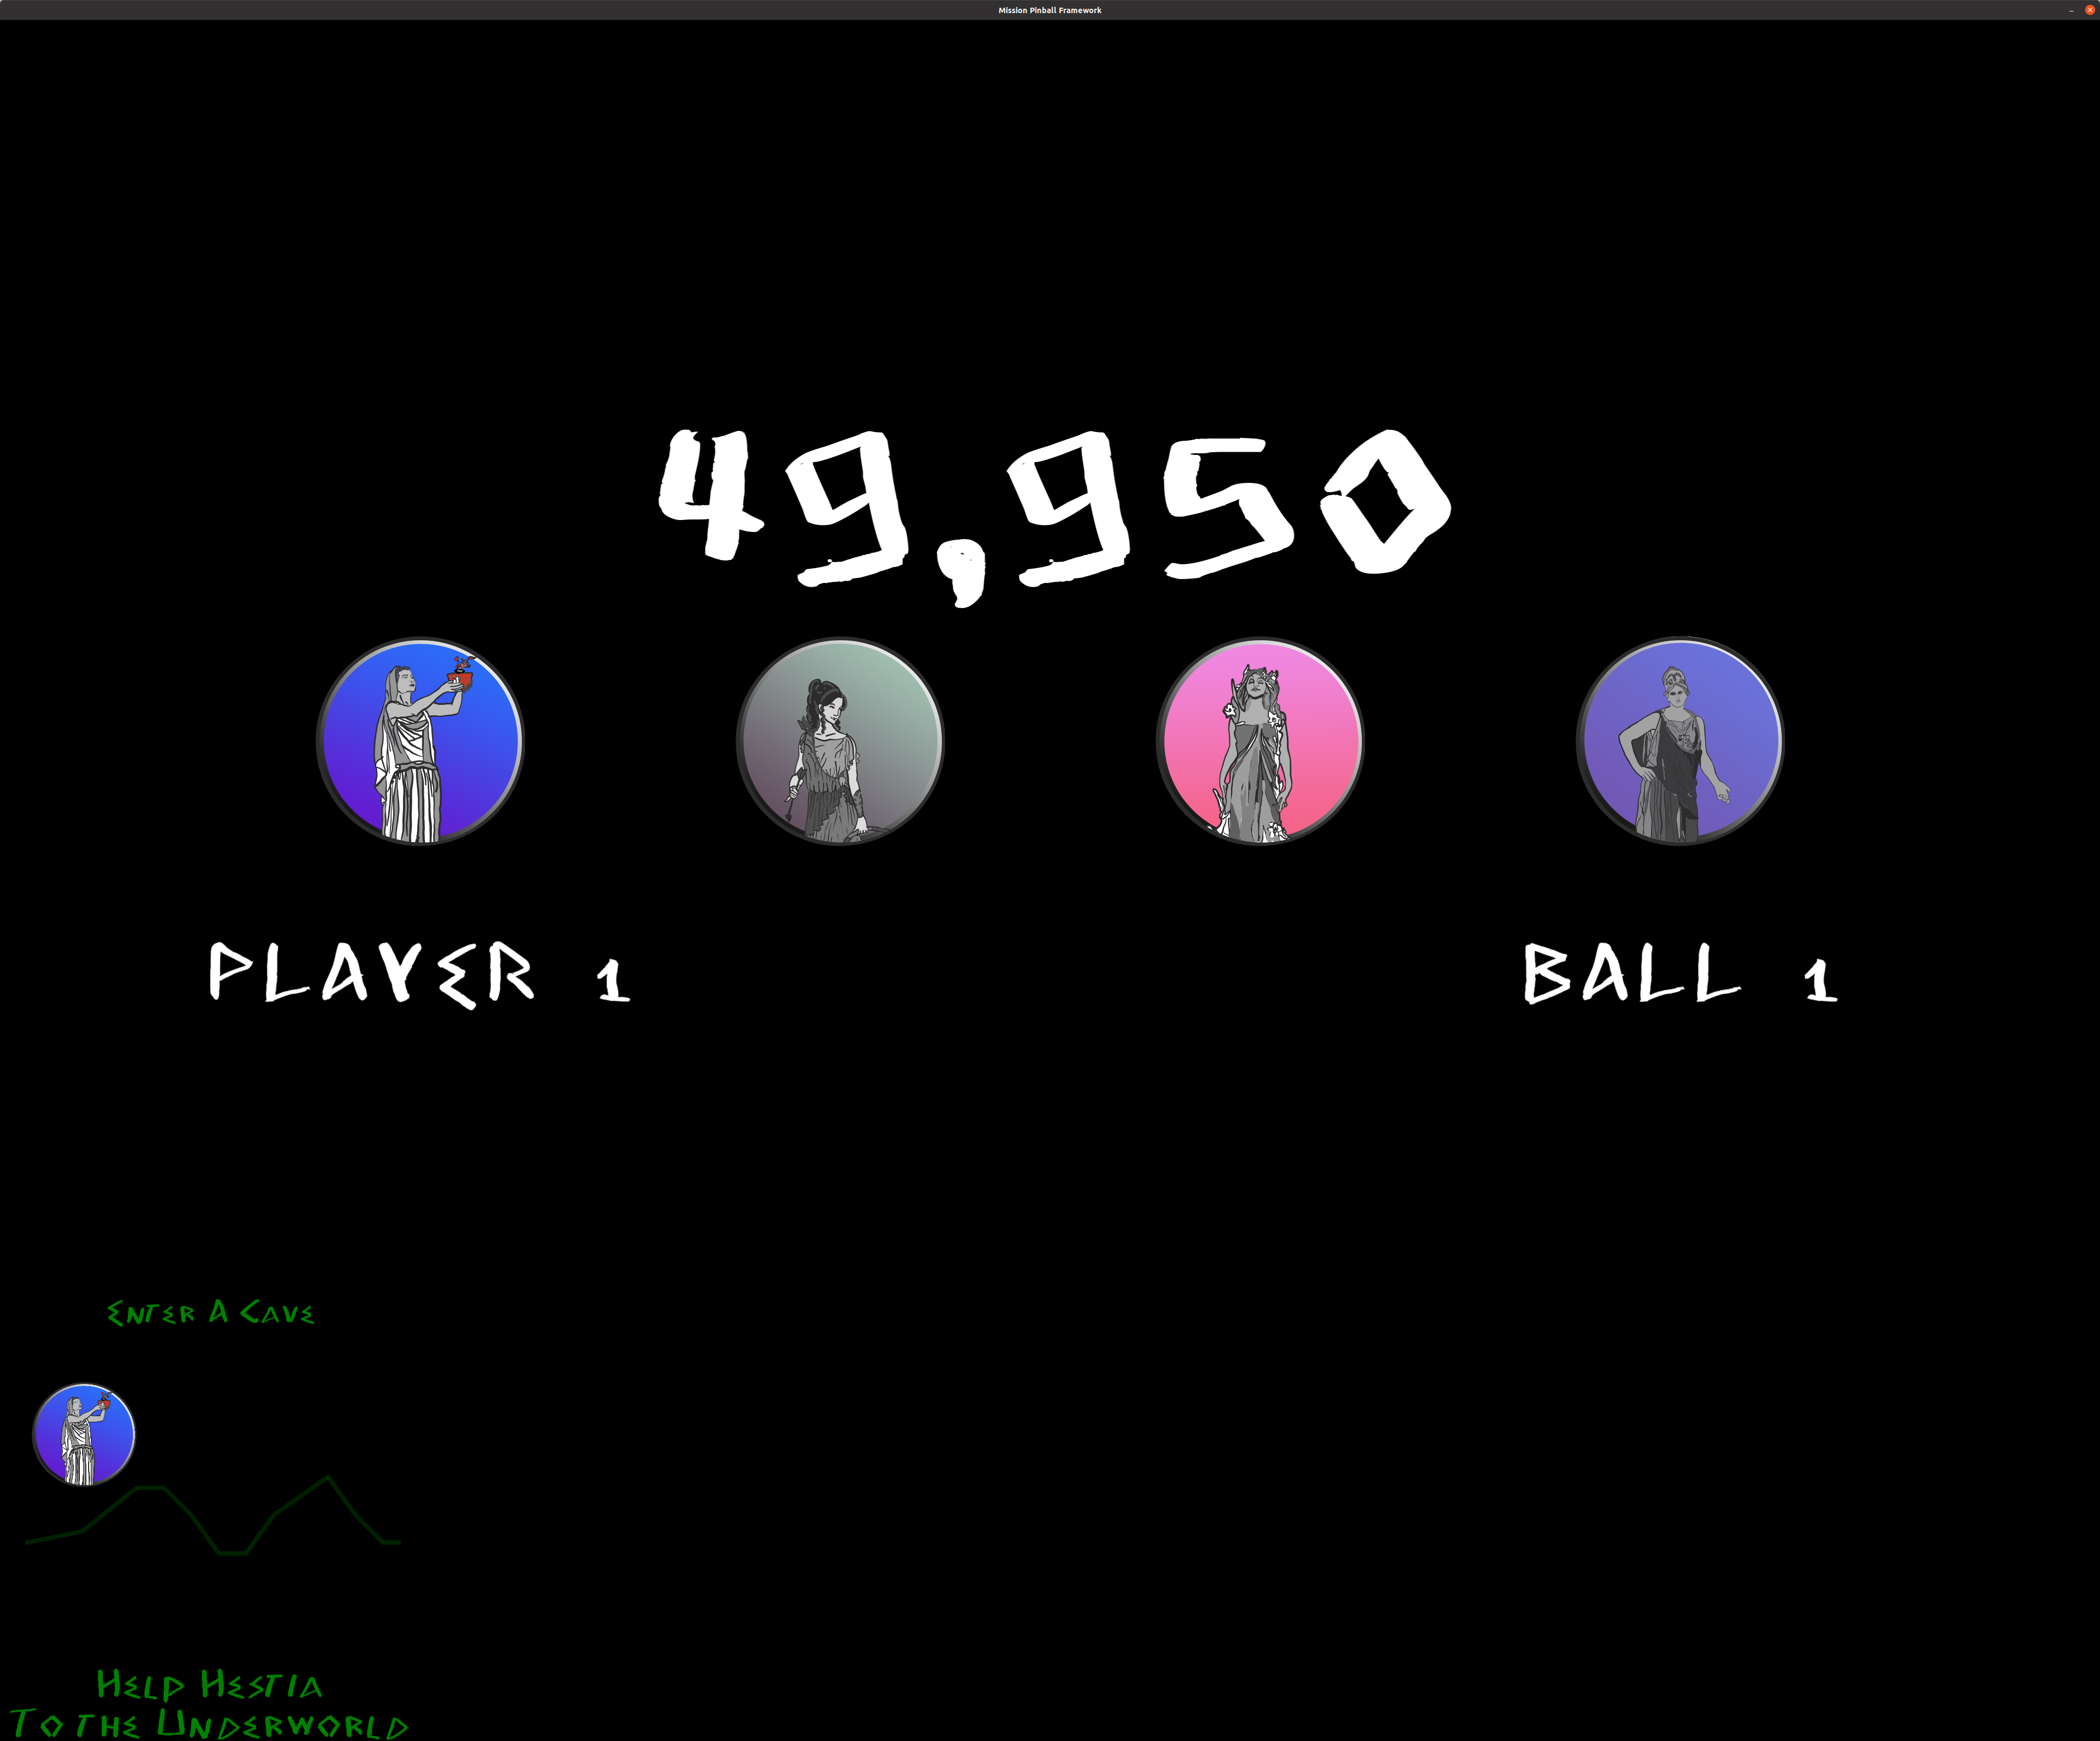 Mission Pinball Framework
49,950
PLAYER 1
BALL 1
Enter A Cave
Help Hestia
To the Underworld